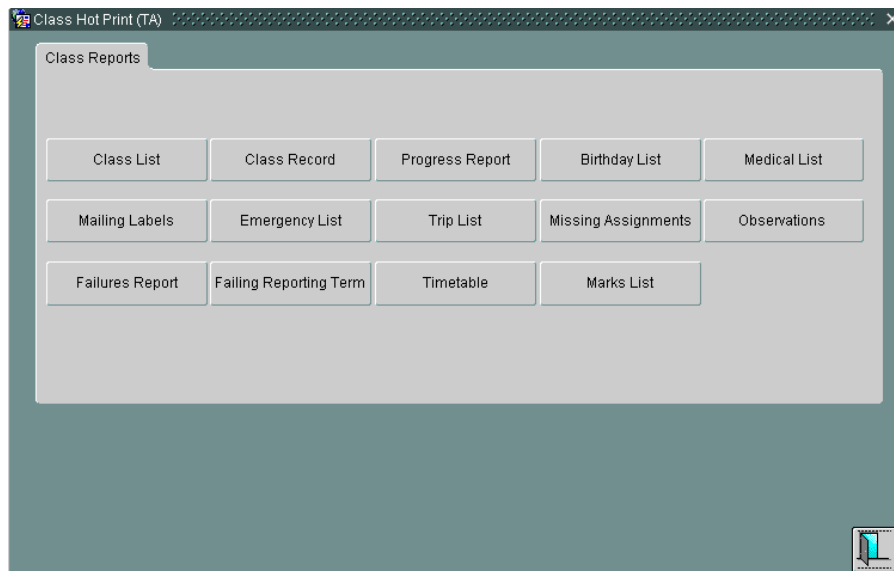 Class Hot Print (TA)
Class Reports
Class List Class Record Progress Report Birthday List Medical List
Mailing Labels Emergency List Trip List Missing Assignments Observations
Failures Report Failing Reporting Term Timetable Marks List